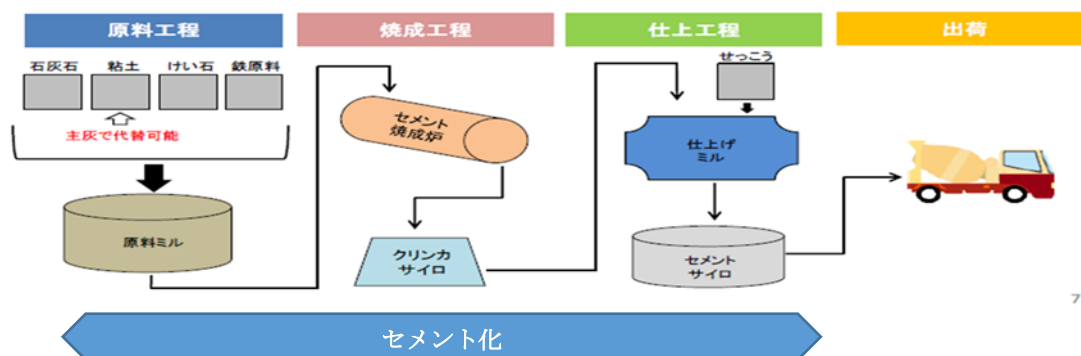 原料工程
焼成工程
仕上工程
出荷
石灰石
粘土
けい石
鉄原料
主灰で代替可能
原料ミル
セメント
焼成炉
クリンカ
サイロ
せっこう
仕上げ
ミル
セメント
サイロ
7
セメント化